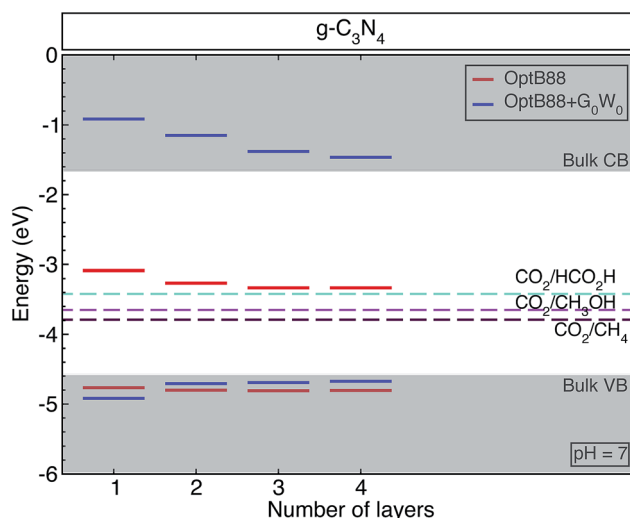 g-C₃N₄
0
-1
-2
-3
-4
-5
-6
Energy (eV)
OptB88
OptB88+G₀W₀
Bulk CB
CO₂/HCO₂H
CO₂/CH₃OH
CO₂/CH₄
Bulk VB
pH = 7
1 2 3 4
Number of layers